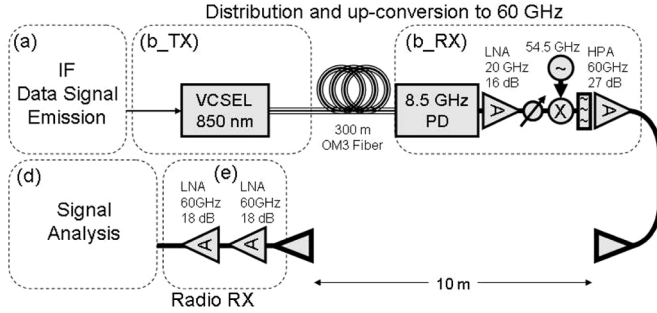 Distribution and up-conversion to 60 GHz
(a)
IF
Data Signal
Emission
(b_TX)
VCSEL
850 nm
300 m
OM3 Fiber
(b_RX)
8.5 GHz
PD
LNA
20 GHz
16 dB
A
54.5 GHz
~
X
~
~
HPA
60GHz
27 dB
A
(d)
Signal
Analysis
(e)
LNA
60GHz
18 dB
A
LNA
60GHz
18 dB
A
Radio RX
10 m